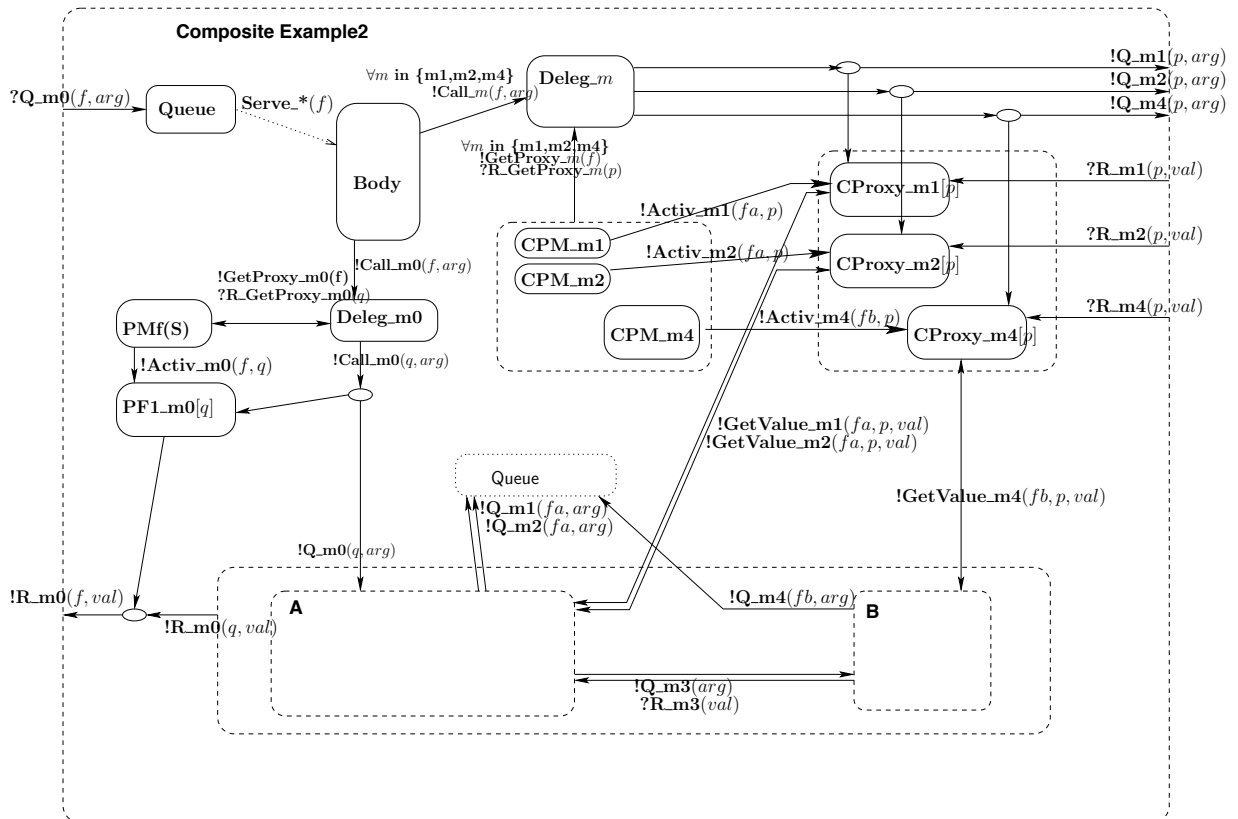 Composite Example2
!Q_m1(p, arg)
!Q_m2(p, arg)
!Q_m4(p, arg)
?Q_m0(f, arg)
Queue
Serve_*(f)
∀m in {m1,m2,m4}
!Call_m(f, arg)
Deleg_m
∀m in {m1,m2,m4}
!GetProxy_m(f)
?R_GetProxy_m(p)
Body
CProxy_m1[p]
?R_m1(p, val)
!Activ_m1(fa, p)
CPM_m1
!Activ_m2(fa, p)
CPM_m2
CProxy_m2[p]
?R_m2(p, val)
!Call_m0(f, arg)
!GetProxy_m0(f)
?R_GetProxy_m0(q)
PMf(S)
Deleg_m0
CPM_m4
!Activ_m4(fb, p)
CProxy_m4[p]
?R_m4(p, val)
!Call_m0(q, arg)
!Activ_m0(f, q)
PF1_m0[q]
!GetValue_m1(fa, p, val)
!GetValue_m2(fa, p, val)
Queue
!GetValue_m4(fb, p, val)
!Q_m1(fa, arg)
!Q_m2(fa, arg)
!Q_m0(q, arg)
!R_m0(f, val)
!R_m0(q, val)
A
!Q_m4(fb, arg)
B
!Q_m3(arg)
?R_m3(val)